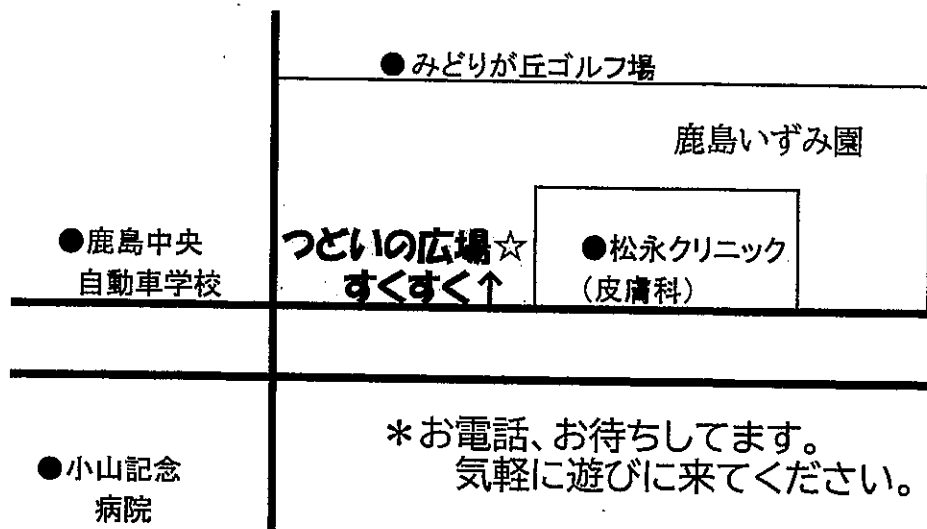 ●みどりが丘ゴルフ場
鹿島いずみ園
●鹿島中央
自動車学校
つどいの広場☆
すくすく↑
●松永クリニック
(皮膚科)
*お電話、お待ちしてます。
気軽に遊びに来てください。
●小山記念
病院